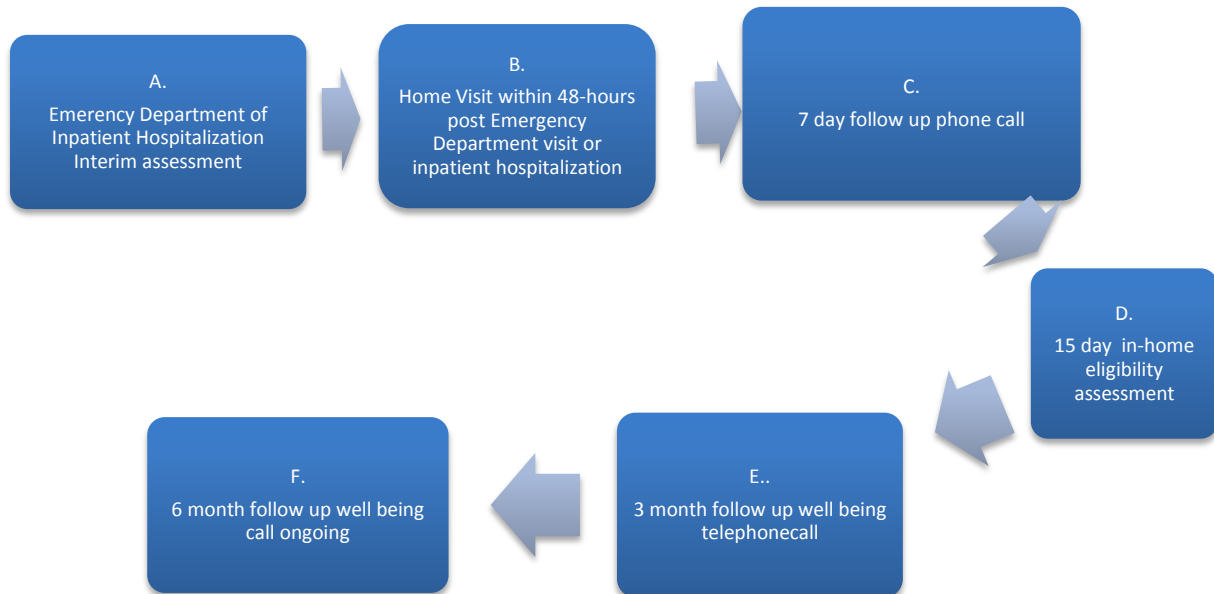 A.
Emerency Department of
Inpatient Hospitalization
Interim assessment
B.
Home Visit within 48-hours
post Emergency
Department visit or
inpatient hospitalization
C.
7 day follow up phone call
D.
15 day in-home
eligibility
assessment
E..
3 month follow up well being
telephonecall
F.
6 month follow up well being
call ongoing